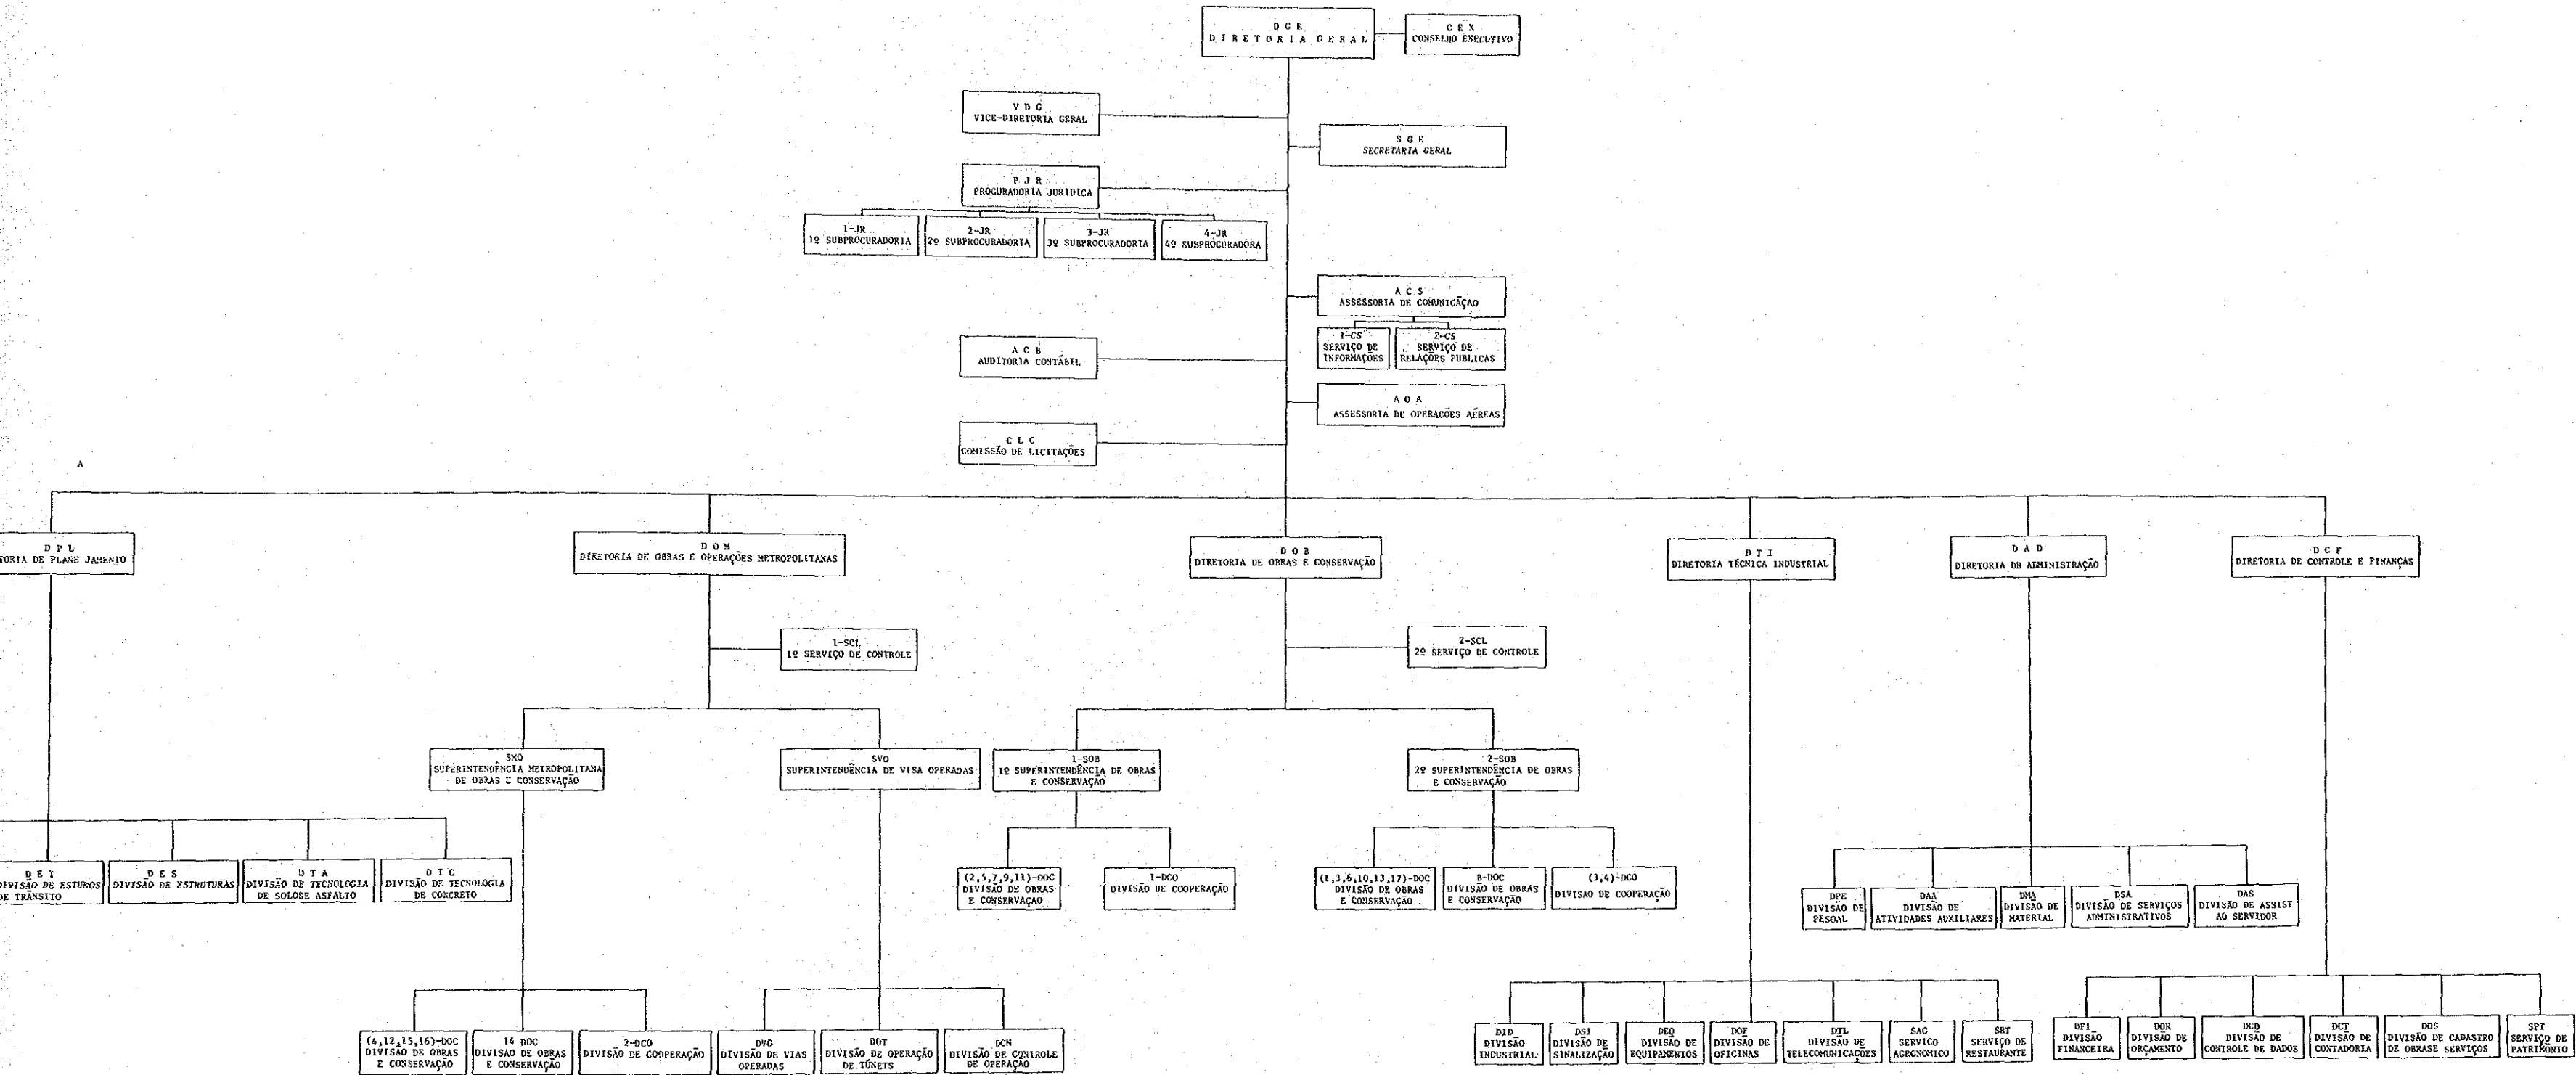 D G E
DIRETORIA GERAL
C E X
CONSELHO EXECUTIVO
V D G
VICE-DIRETORIA GERAL
S G E
SECRETARIA GERAL
P J R
PROCURADORIA JURIDICA
1-JR
1º SUBPROCURADORIA
2-JR
2º SUBPROCURADORIA
3-JR
3º SUBPROCURADORIA
4-JR
4º SUBPROCURADORA
A C S
ASSESSORIA DE COMUNICAÇÃO
1-CS
SERVIÇO DE
INFORMAÇÕES
2-CS
SERVIÇO DE
RELAÇÕES PUBLICAS
A C B
AUDITORIA CONTÁBIL
A O A
ASSESSORIA DE OPERACÕES AÉREAS
C L C
COMISSÃO DE LICITAÇÕES
A
D P L
TORIA DE PLANE JAMENTO
D O M
DIRETORIA DE OBRAS E OPERAÇÕES METROPOLITANAS
D O B
DIRETORIA DE OBRAS E CONSERVAÇÃO
D T I
DIRETORIA TÉCNICA INDUSTRIAL
D A D
DIRETORIA DB ADMINISTRAÇÃO
D C F
DIRETORIA DE CONTROLE E FINANÇAS
1-SCL
1º SERVIÇO DE CONTROLE
2-SCL
2º SERVIÇO DE CONTROLE
SMO
SUPERINTENDÊNCIA METROPOLITANA
DE OBRAS E CONSERVAÇÃO
SVO
SUPERINTENDENCIA DE VISA OPERADAS
1-SOB
1º SUPERINTENDÊNCIA DE OBRAS
E CONSERVAÇÃO
2-SOB
2º SUPERINTENDÊNCIA DE OBRAS
E CONSERVAÇÃO
D E T
DIVISÃO DE ESTUDOS
DE TRÂNSITO
D E S
DIVISÃO DE ESTRUTURAS
D T A
DIVISÃO DE TECNOLOGIA
DE SOLOSE ASFALTO
D T C
DIVISÃO DE TECNOLOGIA
DE CONCRETO
(2,5,7,9,11)-DOC
DIVISÃO DE OBRAS
E CONSERVAÇAO
1-DCO
DIVISÃO DE COOPERAÇÃO
(1,3,6,10,13,17)-DOC
DIVISÃO DE OBRAS
E CONSERVAÇÃO
8-DOC
DIVISÃO DE OBRAS
E CONSERVAÇÃO
(3,4)-DCO
DIVISAO DE COOPERAÇÃO
DPE
DIVISÃO DE
PESOAL
DAA
DIVISÃO DE
ATIVIDADES AUXILIARES
DMA
DIVISÃO DE
MATERIAL
DSA
DIVISÃO DE SERVIÇOS
ADMINISTRATIVOS
DAS
DIVISÃO DE ASSIST
AO SERVIDOR
(4,12,15,16)-DOC
DIVISÃO DE OBRAS
E CONSERVAÇÃO
14-DOC
DIVISÃO DE OBRAS
E CONSERVAÇÃO
2-DCO
DIVISÃO DE COOPERAÇÃO
DVO
DIVISÃO DE VIAS
OPERADAS
DOT
DIVISÃO DE OPERAÇÃO
DE TÚNETS
DCN
DIVISÃO DE CONTROLE
DE OPERAÇÃO
DID
DIVISÃO
INDUSTRIAL
DSI
DIVISÃO DE
SINALIZAÇÃO
DEQ
DIVISÃO DE
EQUIPAMENTOS
DOF
DIVISÃO DE
OFICINAS
DTL
DIVISÃO DE
TELECOMUNICAÇÕES
SAG
SERVICO
AGRONOMICO
SRT
SERVIÇO DE
RESTAURANTE
DFI
DIVISÃO
FINANCEIRA
DOR
DIVISÃO DE
ORÇAMENTO
DCD
DIVISÃO DE
CONTROLE DE DADOS
DCT
DIVISÃO DE
CONTADORIA
DOS
DIVISÃO DE CADASTRO
DE OBRASE SERVIÇOS
SPT
SERVIÇO DE
PATRIMÔNIO